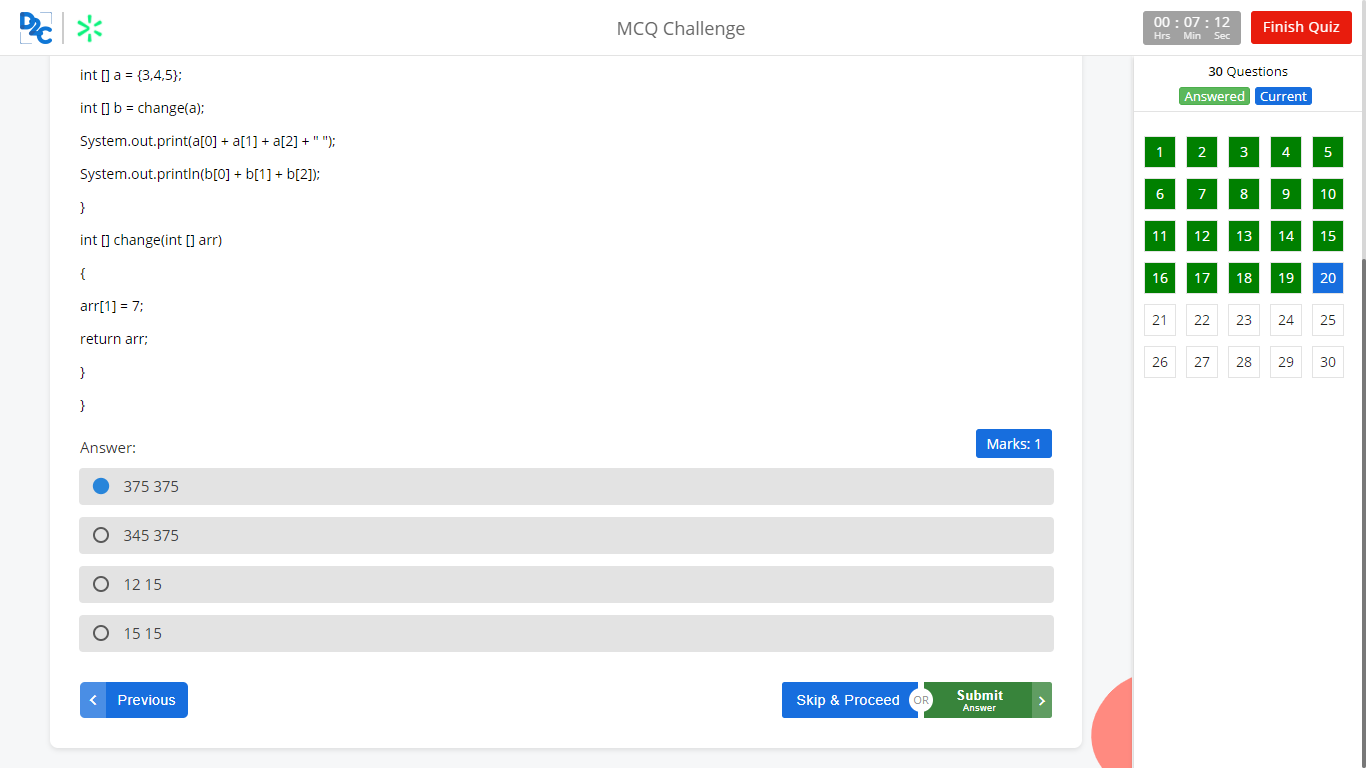 D2C
MCQ Challenge
00 : 07 : 12
Hrs Min Sec
Finish Quiz
int [] a = {3,4,5};
int [] b = change(a);
System.out.print(a[0] + a[1] + a[2] + " ");
System.out.println(b[0] + b[1] + b[2]);
}
int [] change(int [] arr)
{
arr[1] = 7;
return arr;
}
}
Answer:
Marks: 1
375 375
345 375
12 15
15 15
< Previous
Skip & Proceed
OR
Submit
Answer
>
30 Questions
Answered Current
1 2 3 4 5
6 7 8 9 10
11 12 13 14 15
16 17 18 19 20
21 22 23 24 25
26 27 28 29 30